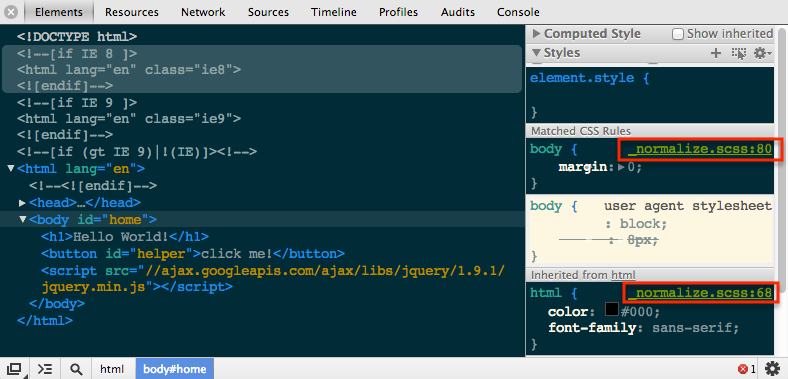 Elements Resources Network Sources Timeline Profiles Audits Console
<!DOCTYPE html>
<!--[if IE 8 ]>
<html lang="en" class="ie8">
<![endif]-->
<!--[if IE 9 ]>
<html lang="en" class="ie9">
<![endif]-->
<!--[if (gt IE 9)|!(IE)]><!-->
<html lang="en">
<!--<![endif]-->
<head>…</head>
<body id="home">
<h1>Hello World!</h1>
<button id="helper">click me!</button>
<script src="//ajax.googleapis.com/ajax/libs/jquery/1.9.1/
jquery.min.js"></script>
</body>
</html>
Computed Style Show inherited
Styles
element.style {
}
Matched CSS Rules
body { _normalize.scss:80
margin: 0;
}
body { user agent stylesheet
: block;
: 8px;
}
Inherited from html
html { _normalize.scss:68
color: #000;
font-family: sans-serif;
}
html body#home 1